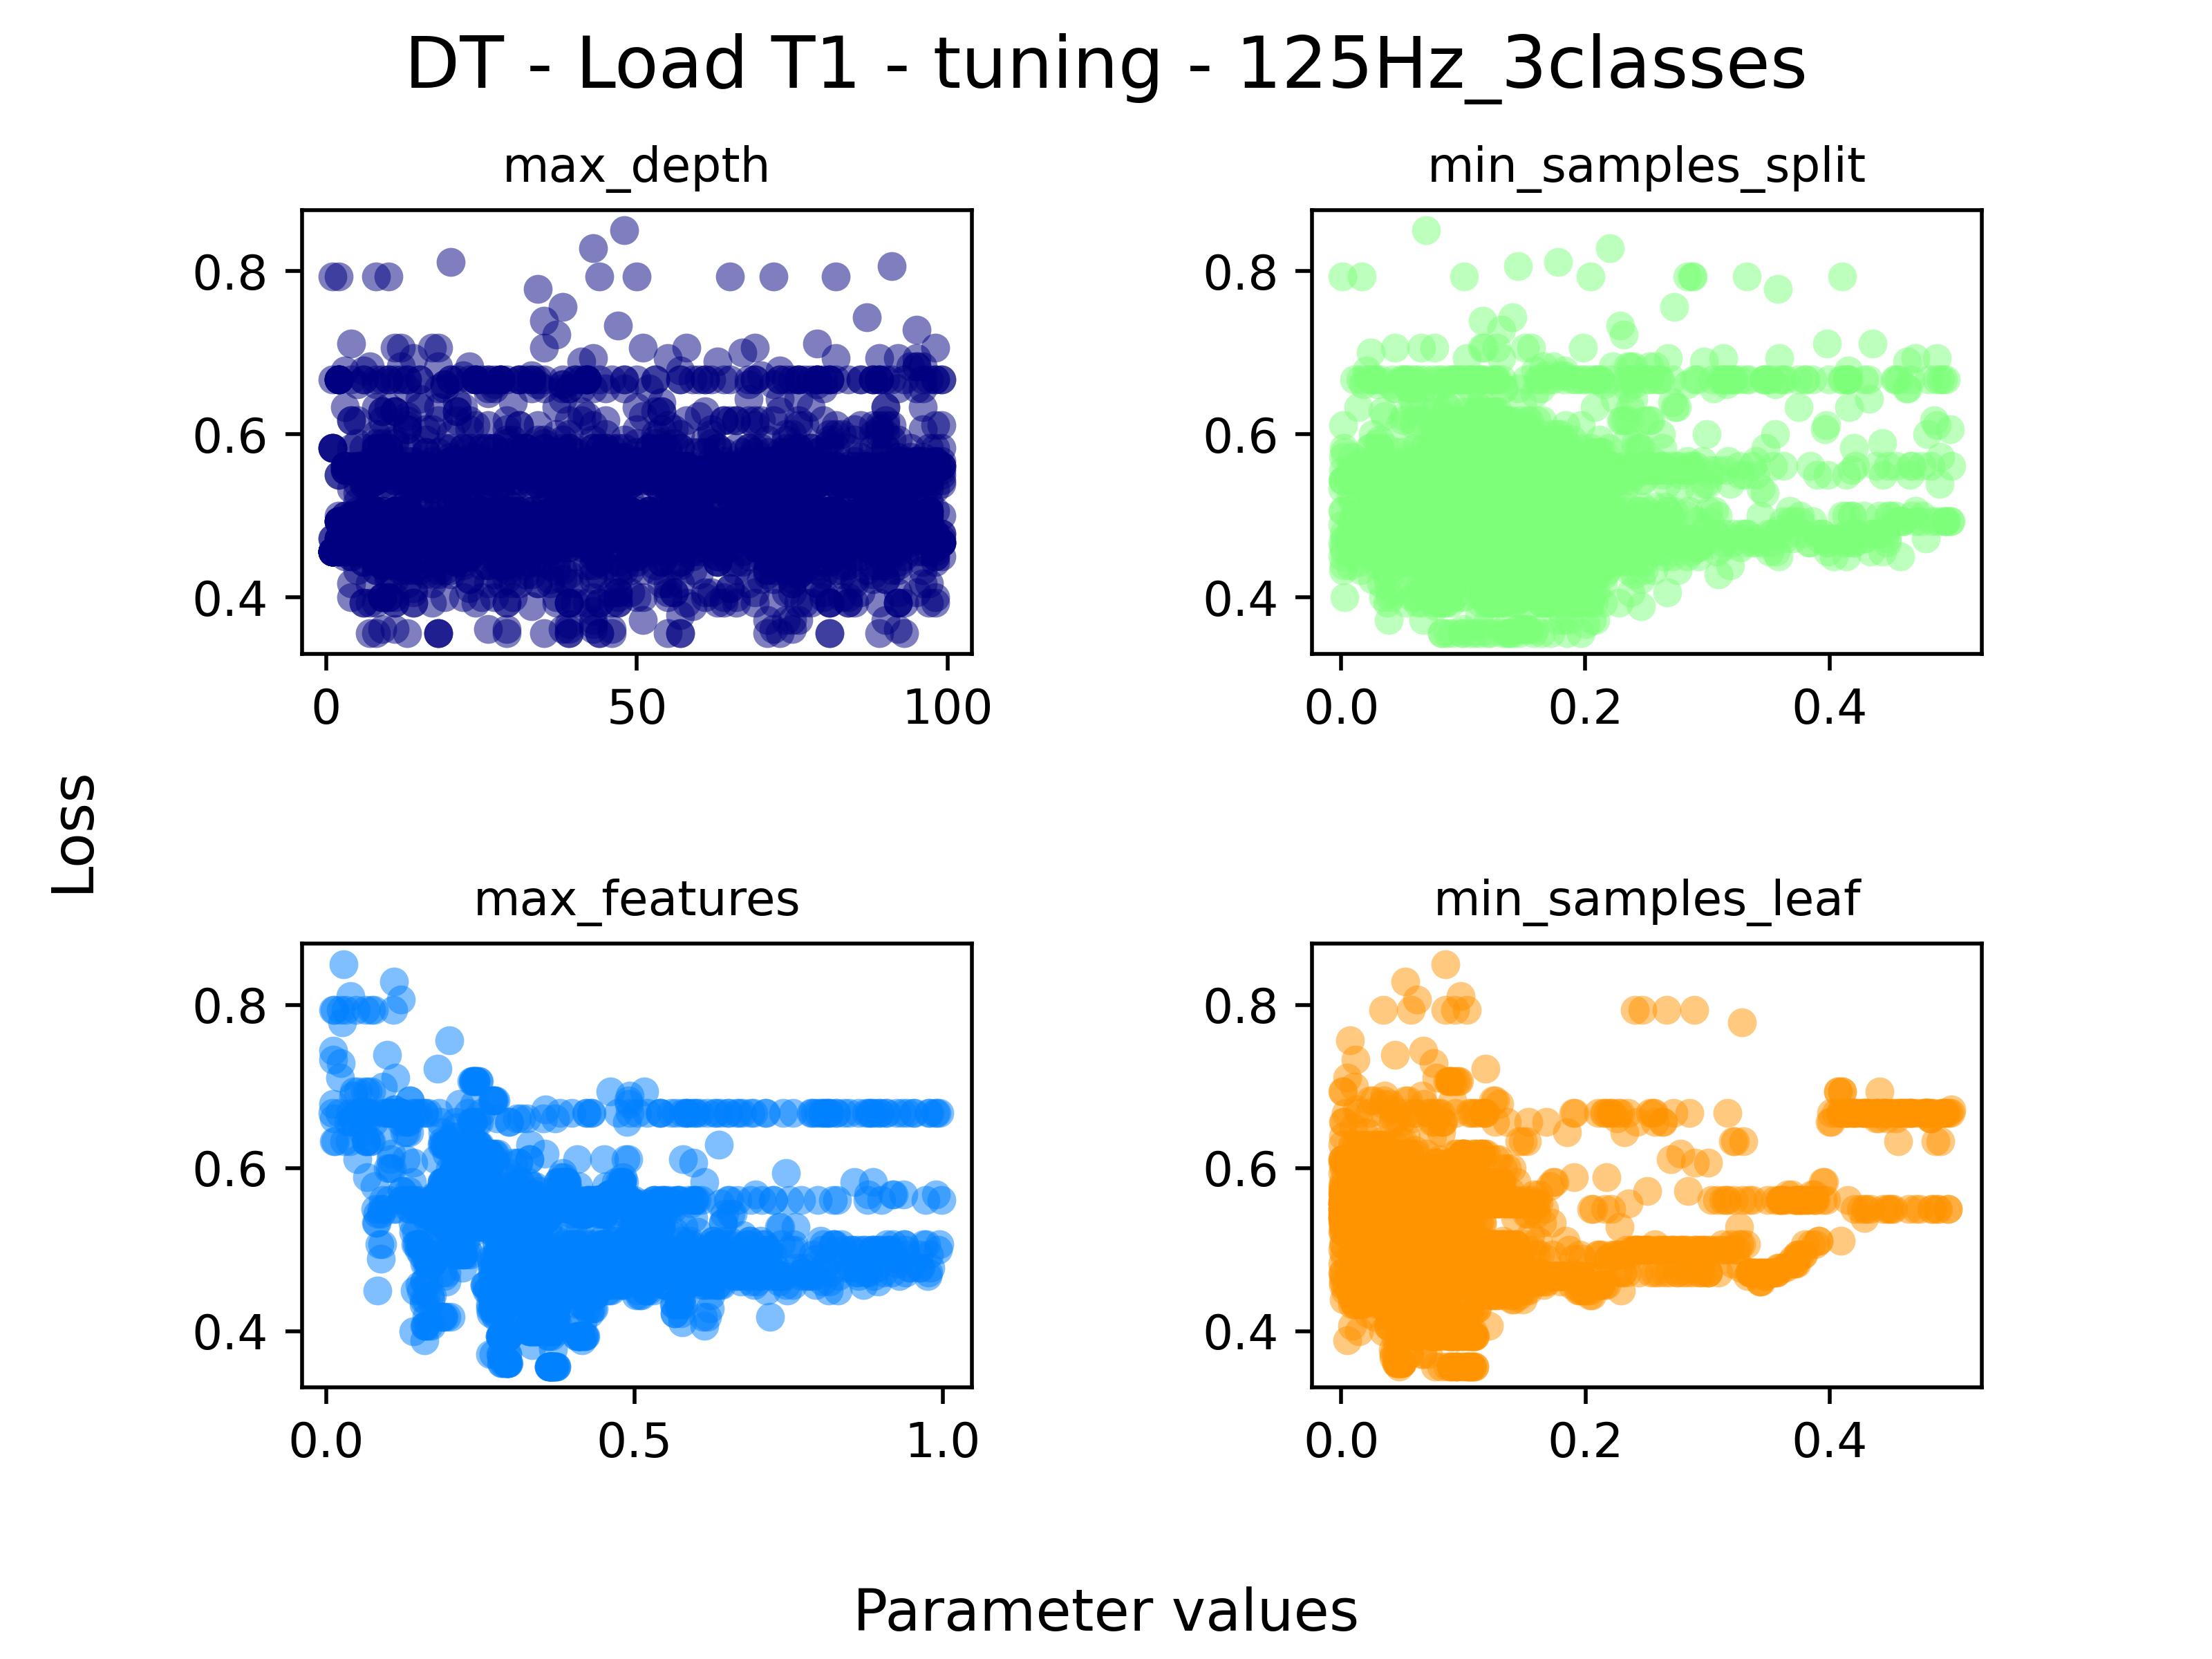 DT - Load T1 - tuning - 125Hz_3classes
max_depth
0.8
0.6
0.4
0 50 100
min_samples_split
0.8
0.6
0.4
0.0 0.2 0.4
Loss
max_features
0.8
0.6
0.4
0.0 0.5 1.0
min_samples_leaf
0.8
0.6
0.4
0.0 0.2 0.4
Parameter values